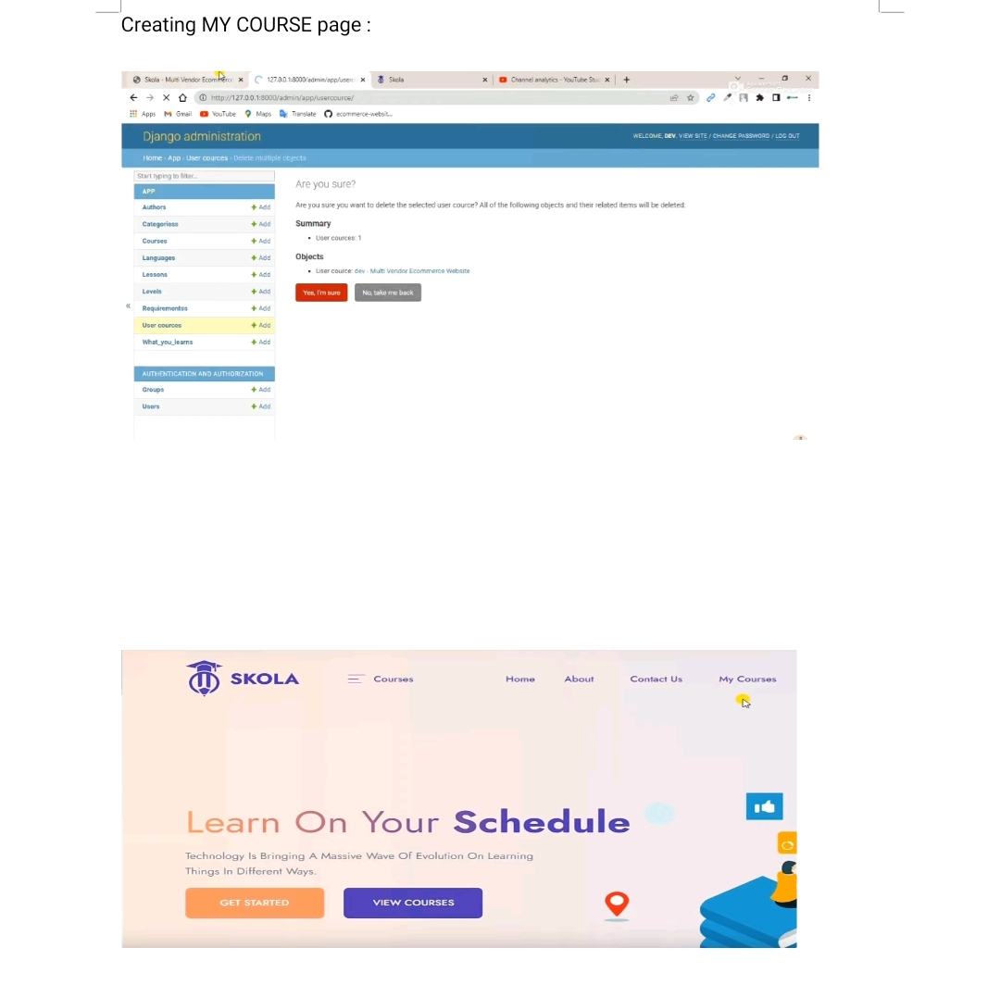 Creating MY COURSE page :
Skola - Multi Vendor Ecommerce
127.0.0.1:8000/admin/app/userc
Skola
Channel analytics - YouTube Stu
http://127.0.0.1:8000/admin/app/usercource/
Apps Gmail YouTube Maps Translate ecommerce-websit...
Django administration
WELCOME, DEV. VIEW SITE / CHANGE PASSWORD / LOG OUT
Home › App › User cources › Delete multiple objects
Start typing to filter...
APP
Authors + Add
Categoriess + Add
Courses + Add
Languages + Add
Lessons + Add
Levels + Add
Requirementss + Add
User cources + Add
What_you_learns + Add
AUTHENTICATION AND AUTHORIZATION
Groups + Add
Users + Add
Are you sure?
Are you sure you want to delete the selected user cource? All of the following objects and their related items will be deleted:
Summary
User cources: 1
Objects
User cource: dev - Multi Vendor Ecommerce Website
Yes, I'm sure
No, take me back
SKOLA
Courses
Home
About
Contact Us
My Courses
Learn On Your Schedule
Technology Is Bringing A Massive Wave Of Evolution On Learning
Things In Different Ways.
GET STARTED
VIEW COURSES